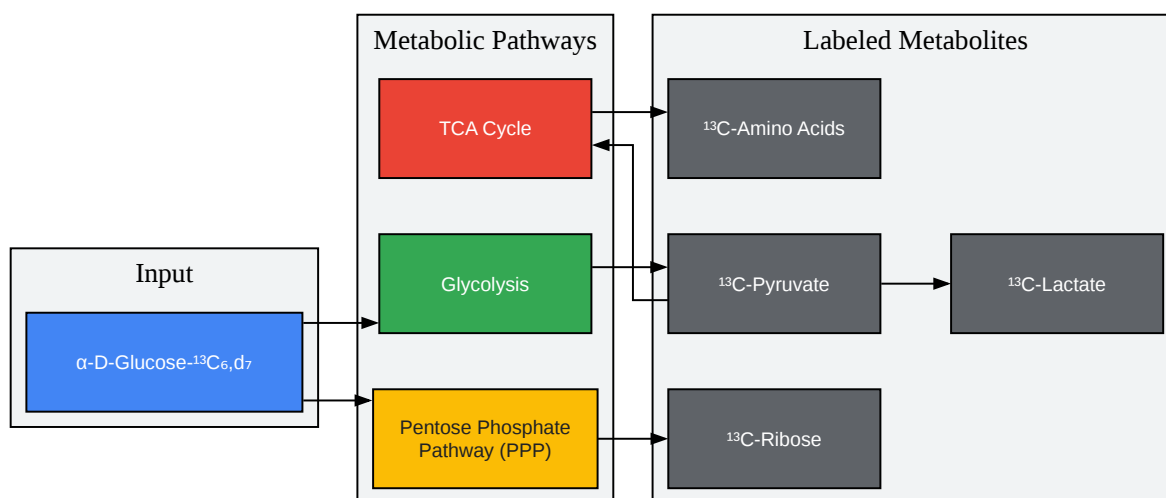 Metabolic Pathways
Labeled Metabolites
TCA Cycle
¹³C-Amino Acids
Input
Glycolysis
¹³C-Pyruvate
¹³C-Lactate
α-D-Glucose-¹³C₆,d₇
Pentose Phosphate
Pathway (PPP)
¹³C-Ribose